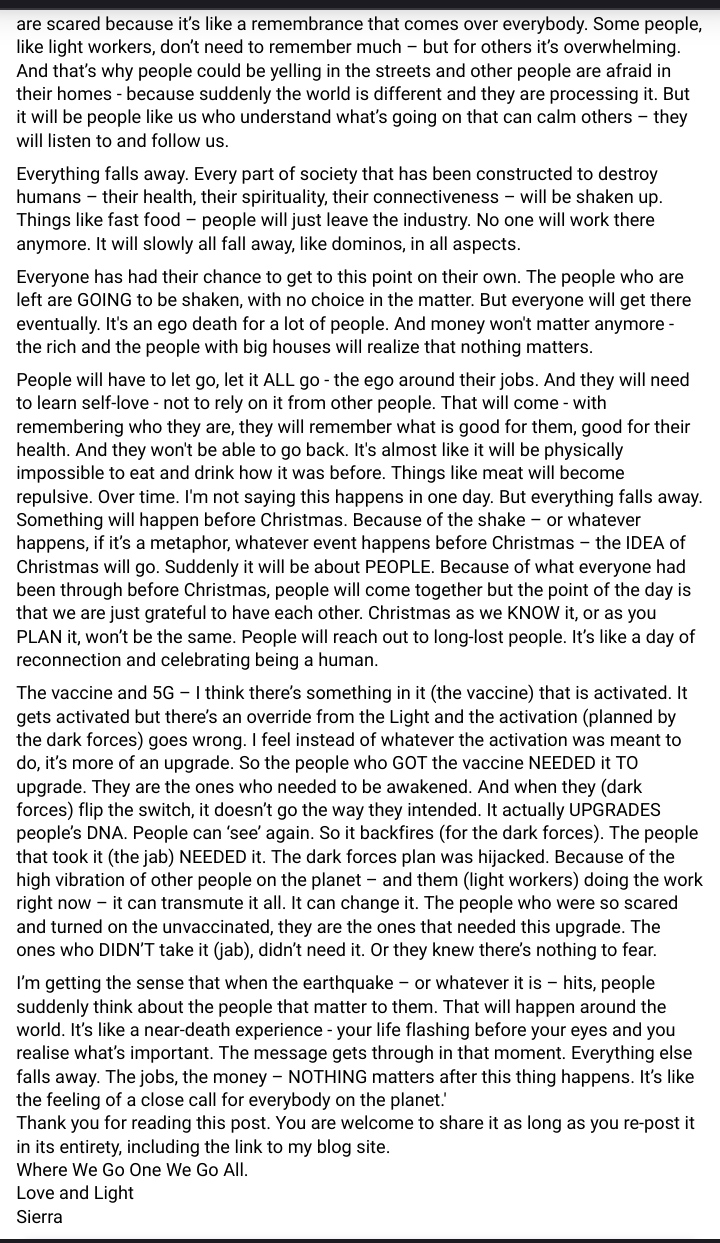 are scared because it's like a remembrance that comes over everybody. Some people,
like light workers, don't need to remember much – but for others it's overwhelming.
And that's why people could be yelling in the streets and other people are afraid in
their homes - because suddenly the world is different and they are processing it. But
it will be people like us who understand what's going on that can calm others – they
will listen to and follow us.
Everything falls away. Every part of society that has been constructed to destroy
humans – their health, their spirituality, their connectiveness – will be shaken up.
Things like fast food – people will just leave the industry. No one will work there
anymore. It will slowly all fall away, like dominos, in all aspects.
Everyone has had their chance to get to this point on their own. The people who are
left are GOING to be shaken, with no choice in the matter. But everyone will get there
eventually. It's an ego death for a lot of people. And money won't matter anymore -
the rich and the people with big houses will realize that nothing matters.
People will have to let go, let it ALL go - the ego around their jobs. And they will need
to learn self-love - not to rely on it from other people. That will come - with
remembering who they are, they will remember what is good for them, good for their
health. And they won't be able to go back. It's almost like it will be physically
impossible to eat and drink how it was before. Things like meat will become
repulsive. Over time. I'm not saying this happens in one day. But everything falls away.
Something will happen before Christmas. Because of the shake – or whatever
happens, if it's a metaphor, whatever event happens before Christmas – the IDEA of
Christmas will go. Suddenly it will be about PEOPLE. Because of what everyone had
been through before Christmas, people will come together but the point of the day is
that we are just grateful to have each other. Christmas as we KNOW it, or as you
PLAN it, won't be the same. People will reach out to long-lost people. It's like a day of
reconnection and celebrating being a human.
The vaccine and 5G – I think there's something in it (the vaccine) that is activated. It
gets activated but there's an override from the Light and the activation (planned by
the dark forces) goes wrong. I feel instead of whatever the activation was meant to
do, it's more of an upgrade. So the people who GOT the vaccine NEEDED it TO
upgrade. They are the ones who needed to be awakened. And when they (dark
forces) flip the switch, it doesn't go the way they intended. It actually UPGRADES
people's DNA. People can 'see' again. So it backfires (for the dark forces). The people
that took it (the jab) NEEDED it. The dark forces plan was hijacked. Because of the
high vibration of other people on the planet – and them (light workers) doing the work
right now – it can transmute it all. It can change it. The people who were so scared
and turned on the unvaccinated, they are the ones that needed this upgrade. The
ones who DIDN'T take it (jab), didn't need it. Or they knew there's nothing to fear.
I'm getting the sense that when the earthquake – or whatever it is – hits, people
suddenly think about the people that matter to them. That will happen around the
world. It's like a near-death experience - your life flashing before your eyes and you
realise what's important. The message gets through in that moment. Everything else
falls away. The jobs, the money – NOTHING matters after this thing happens. It's like
the feeling of a close call for everybody on the planet.'
Thank you for reading this post. You are welcome to share it as long as you re-post it
in its entirety, including the link to my blog site.
Where We Go One We Go All.
Love and Light
Sierra